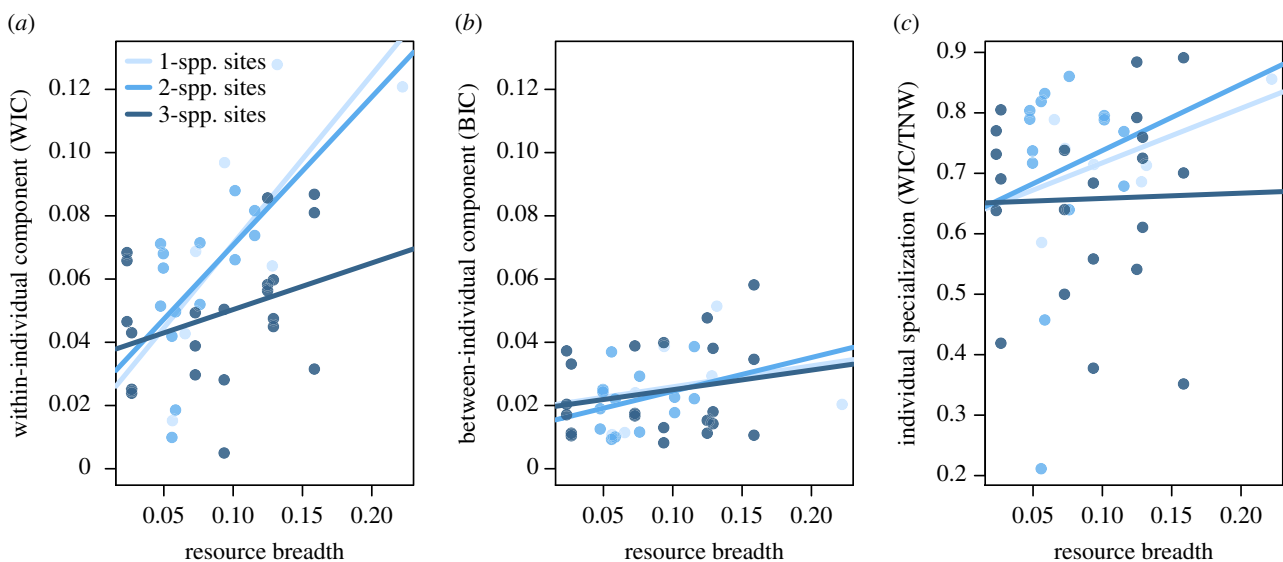 (a)
within-individual component (WIC)
0.12
0.10
0.08
0.06
0.04
0.02
0
1-spp. sites
2-spp. sites
3-spp. sites
0.05 0.10 0.15 0.20
resource breadth
(b)
between-individual component (BIC)
0.12
0.10
0.08
0.06
0.04
0.02
0
0.05 0.10 0.15 0.20
resource breadth
(c)
individual specialization (WIC/TNW)
0.9
0.8
0.7
0.6
0.5
0.4
0.3
0.2
0.05 0.10 0.15 0.20
resource breadth